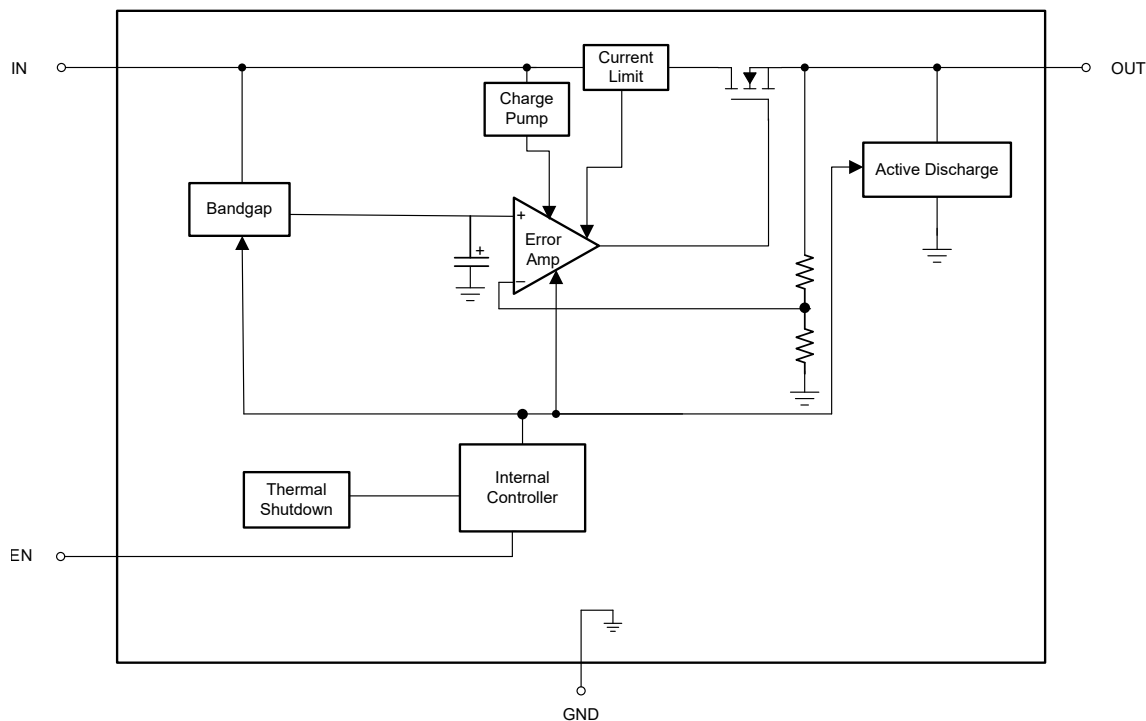 IN
Current
Limit
OUT
Charge
Pump
Active Discharge
Bandgap
+
Error
Amp
+
−
Internal
Controller
Thermal
Shutdown
EN
GND